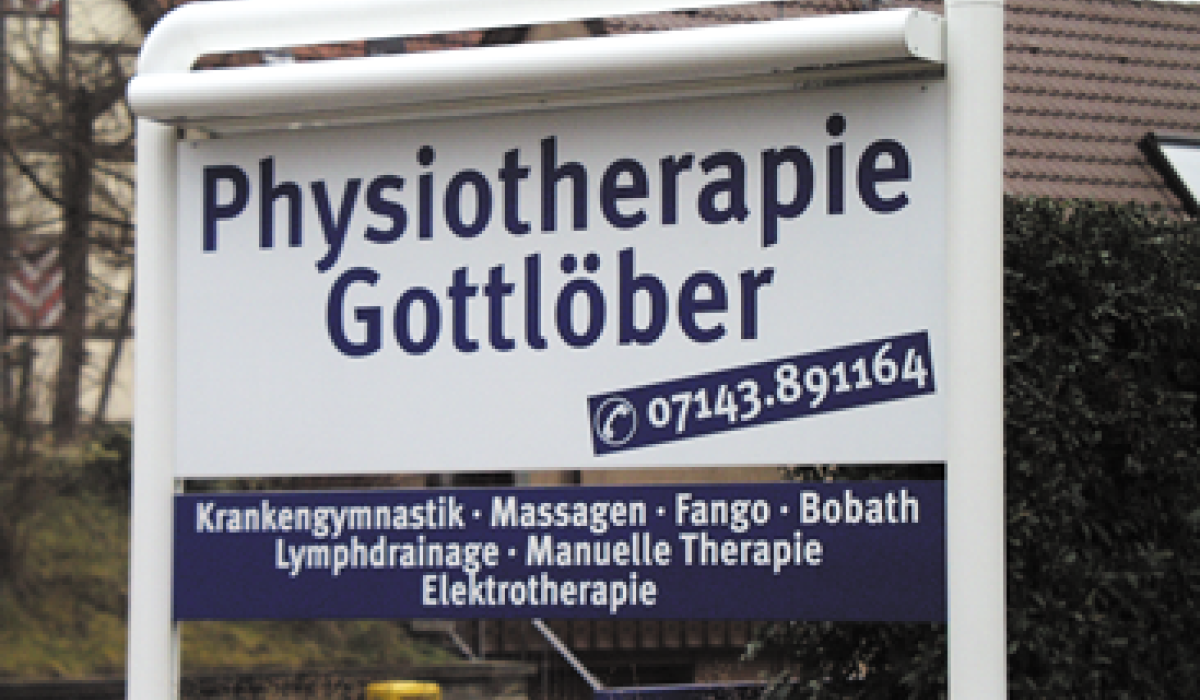 Physiotherapie
Gottlöber
✆ 07143.891164
Krankengymnastik · Massagen · Fango · Bobath
Lymphdrainage · Manuelle Therapie
Elektrotherapie